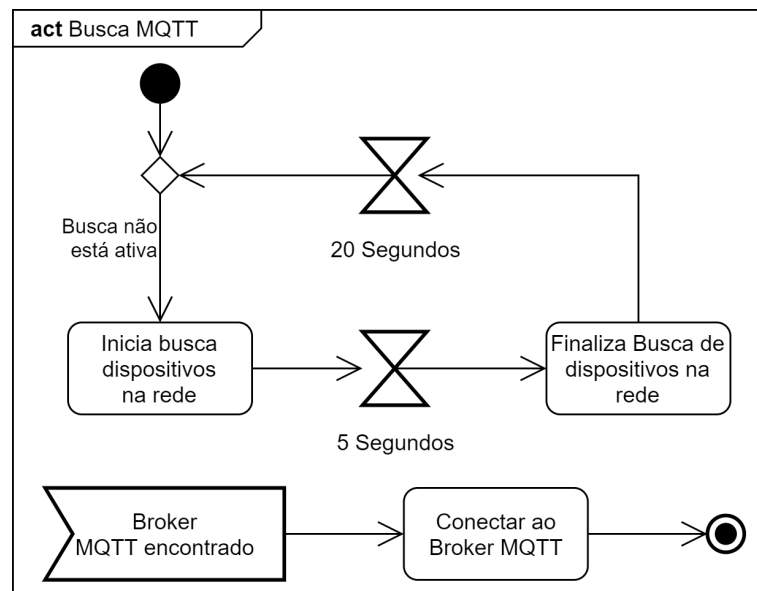 act Busca MQTT
20 Segundos
Busca não
está ativa
Inicia busca
dispositivos
na rede
5 Segundos
Finaliza Busca de
dispositivos na
rede
Broker
MQTT encontrado
Conectar ao
Broker MQTT